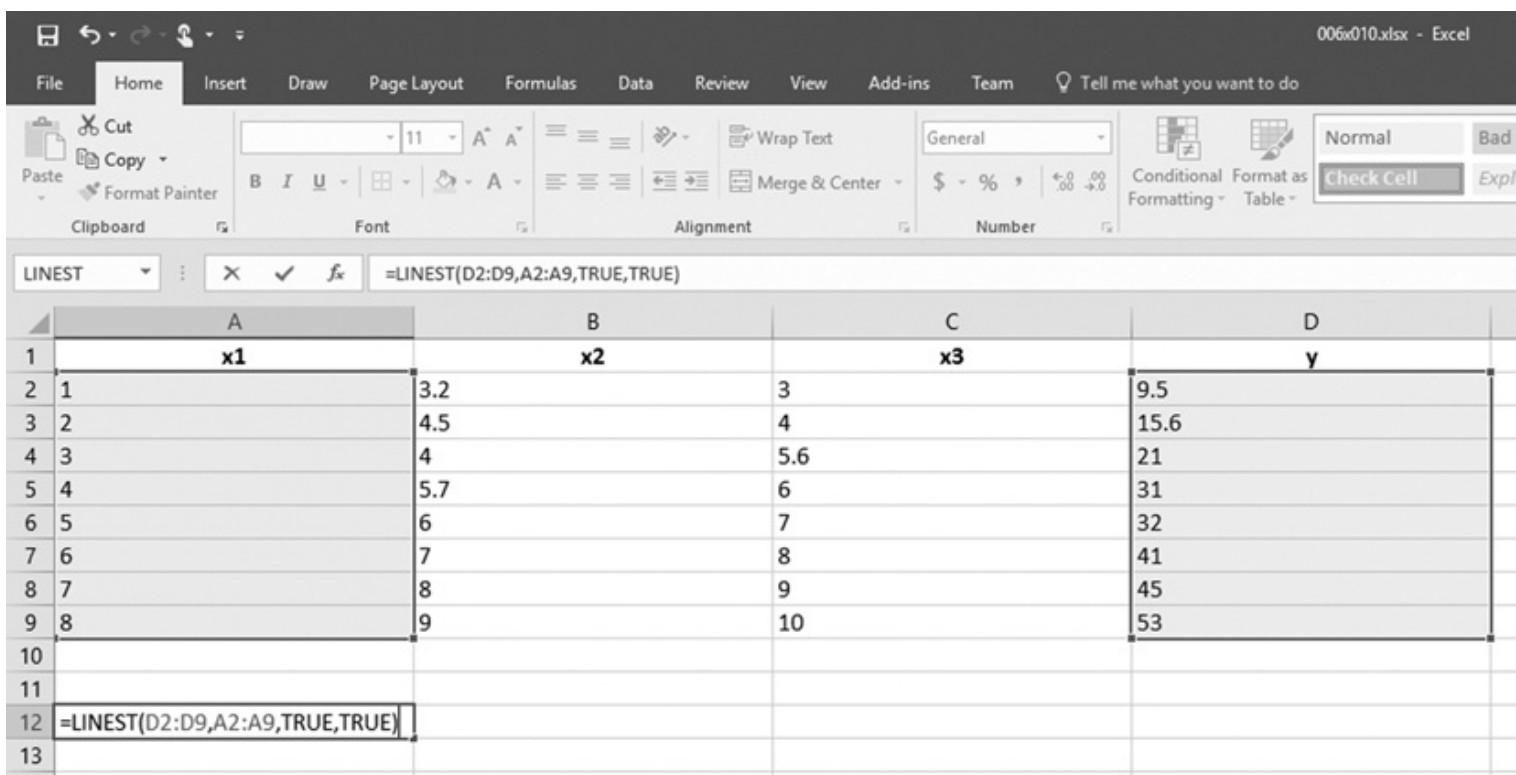 006x010.xlsx - Excel
File Home Insert Draw Page Layout Formulas Data Review View Add-ins Team Tell me what you want to do
Paste
Cut
Copy
Format Painter
Clipboard
11 A A
B I U A
Font
Wrap Text
Merge & Center
Alignment
General
$ % , .0 .00 .00 .0
Number
Conditional Formatting
Format as Table
Normal Bad
Check Cell Expl
LINEST fx =LINEST(D2:D9,A2:A9,TRUE,TRUE)
A B C D
1 x1 x2 x3 y
2 1 3.2 3 9.5
3 2 4.5 4 15.6
4 3 4 5.6 21
5 4 5.7 6 31
6 5 6 7 32
7 6 7 8 41
8 7 8 9 45
9 8 9 10 53
10
11
12 =LINEST(D2:D9,A2:A9,TRUE,TRUE)
13